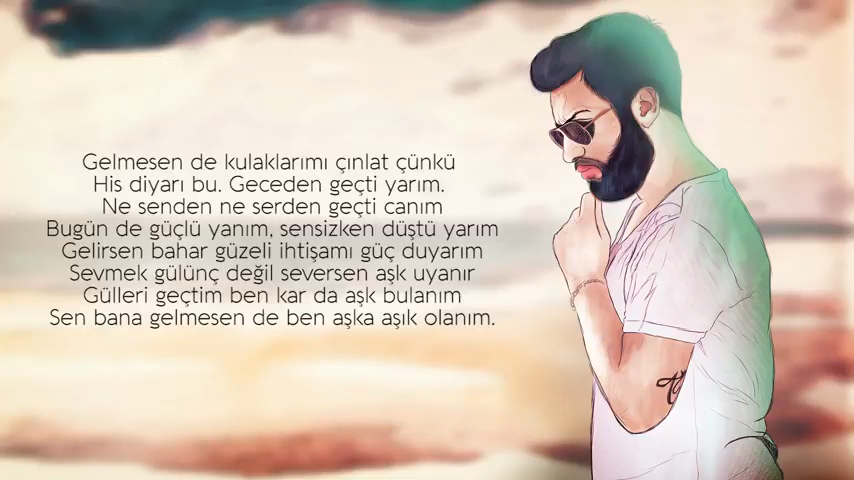 Gelmesen de kulaklarımı çınlat çünkü
His diyarı bu. Geceden geçti yarım.
Ne senden ne serden geçti canım
Bugün de güçlü yanım, sensizken düştü yarım
Gelirsen bahar güzeli ihtişamı güç duyarım
Sevmek gülünç değil seversen aşk uyanır
Gülleri geçtim ben kar da aşk bulanım
Sen bana gelmesen de ben aşka aşık olanım.